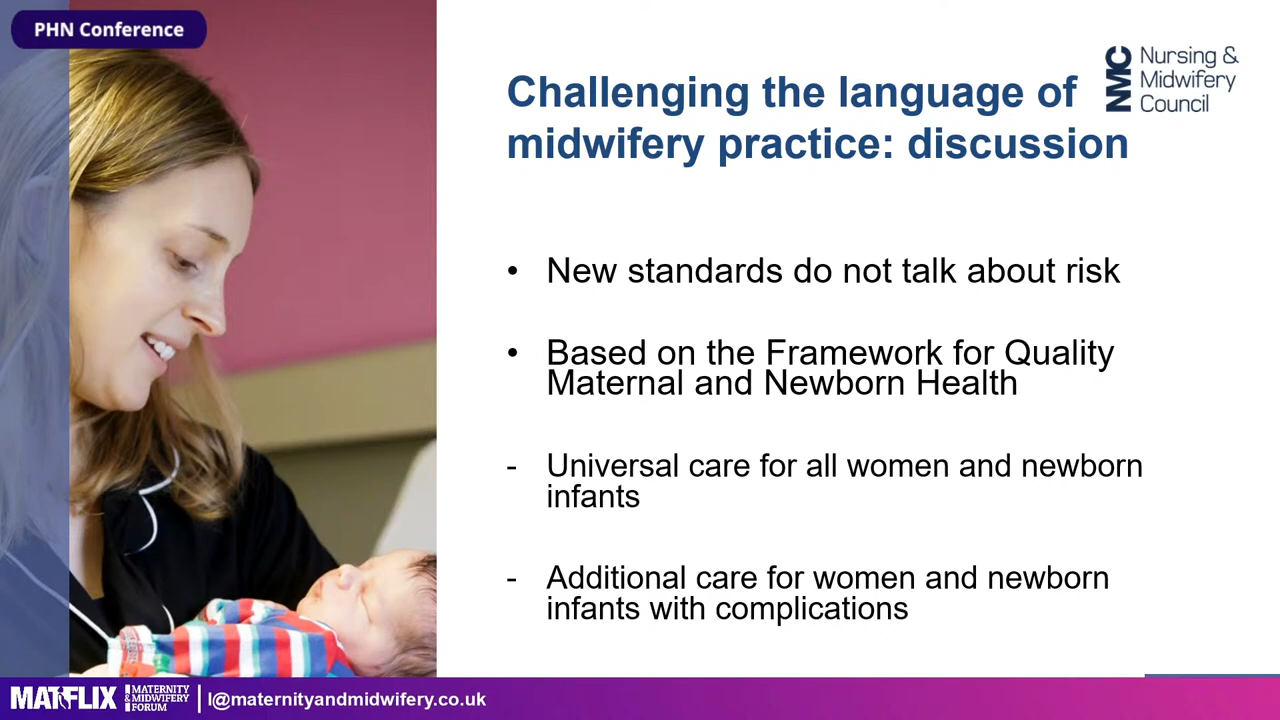 PHN Conference
Challenging the language of
midwifery practice: discussion
NMC
Nursing &
Midwifery
Council
• New standards do not talk about risk
• Based on the Framework for Quality
Maternal and Newborn Health
- Universal care for all women and newborn
infants
- Additional care for women and newborn
infants with complications
MATFLIX
MATERNITY
& MIDWIFERY
FORUM
l@maternityandmidwifery.co.uk